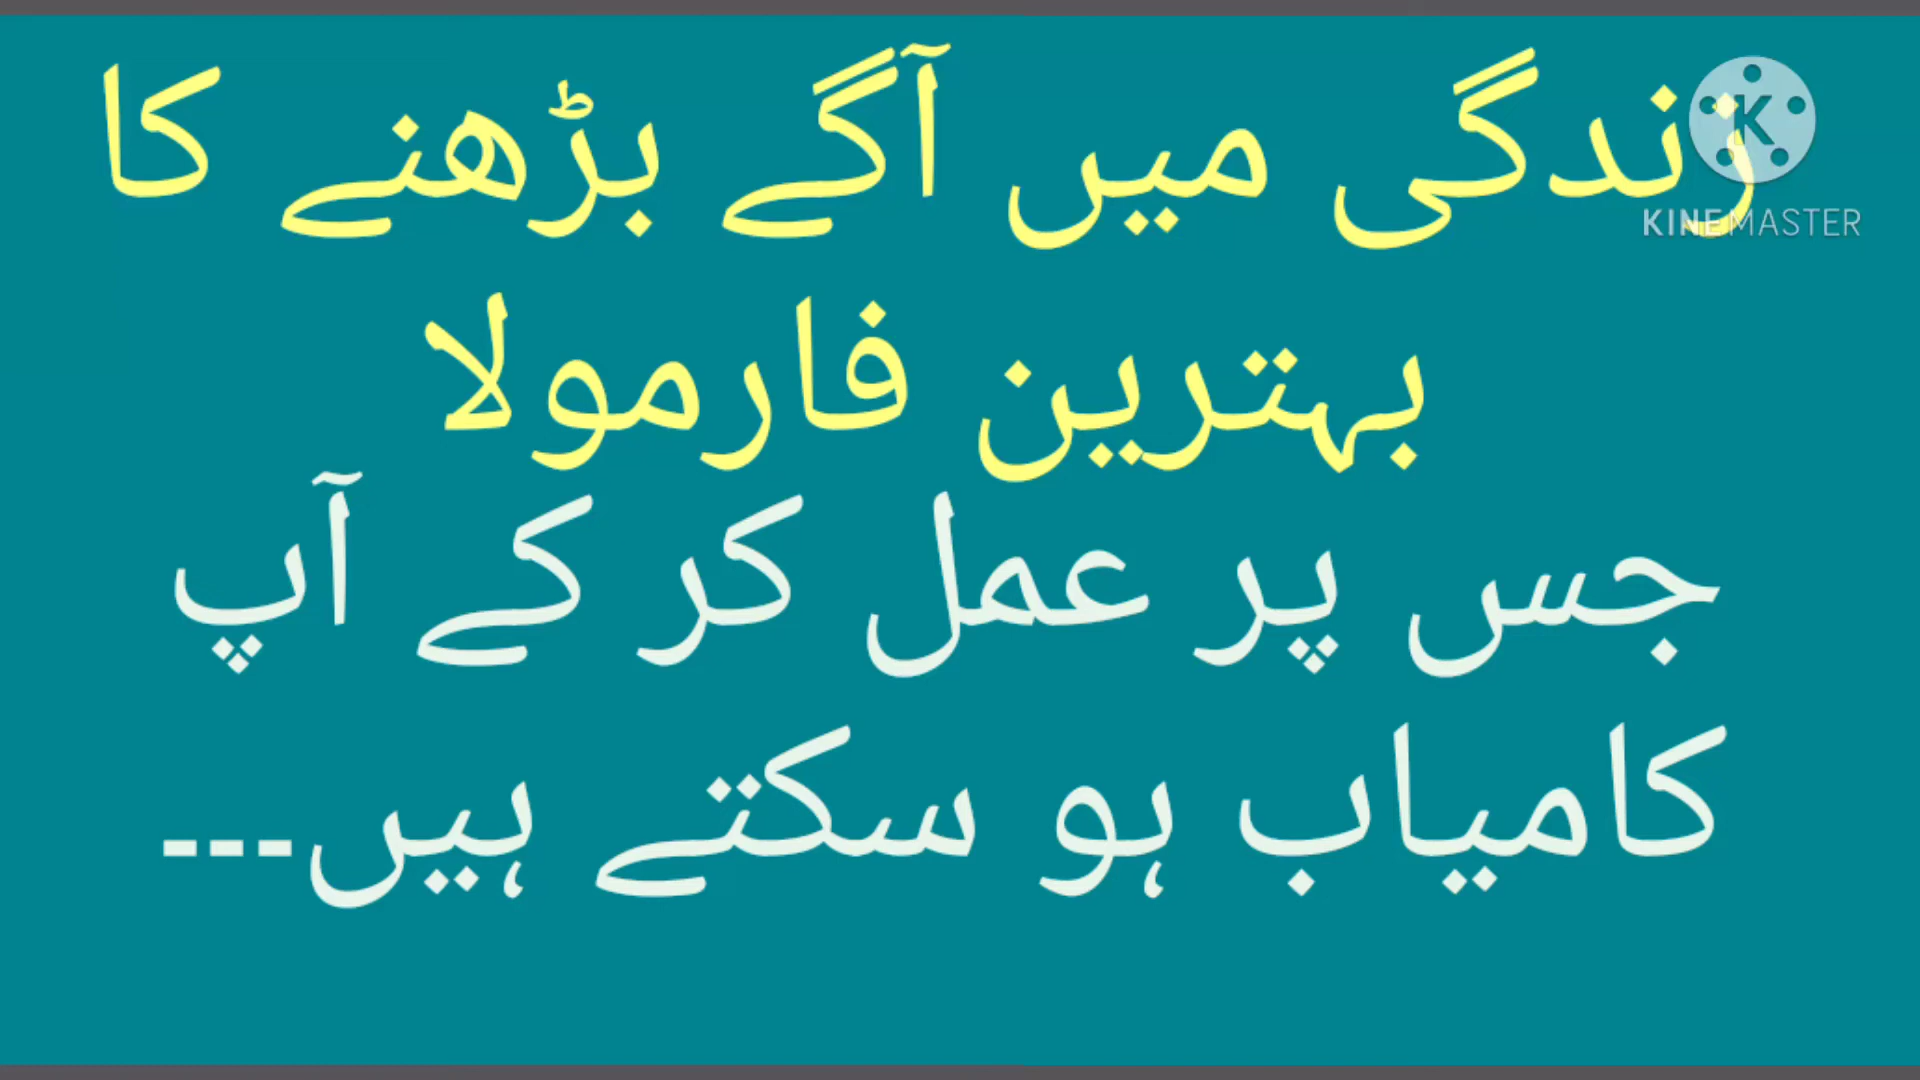 زندگی میں آگے بڑھنے کا
KINEMASTER
بہترین فارمولا
جس پر عمل کر کے آپ
کامیاب ہو سکتے ہیں---